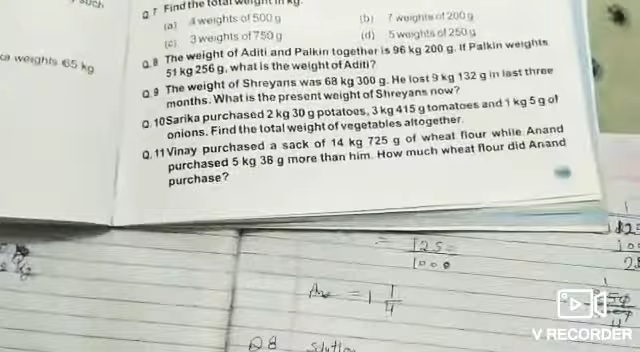 Q.7 Find the total weight in kg.
(a) 4 weights of 500 g (b) 7 weights of 200 g
(c) 3 weights of 750 g (d) 5 weights of 250 g
Q.8 The weight of Aditi and Palkin together is 96 kg 200 g. If Palkin weights
51 kg 256 g, what is the weight of Aditi?
Q.9 The weight of Shreyans was 68 kg 300 g. He lost 9 kg 132 g in last three
months. What is the present weight of Shreyans now?
Q.10 Sarika purchased 2 kg 30 g potatoes, 3 kg 415 g tomatoes and 1 kg 5 g of
onions. Find the total weight of vegetables altogether.
Q.11 Vinay purchased a sack of 14 kg 725 g of wheat flour while Anand
purchased 5 kg 38 g more than him. How much wheat flour did Anand
purchase?
such
weights 65 kg
= 1250
1000
Ans = 1 1/4
Q8 Solution
V RECORDER